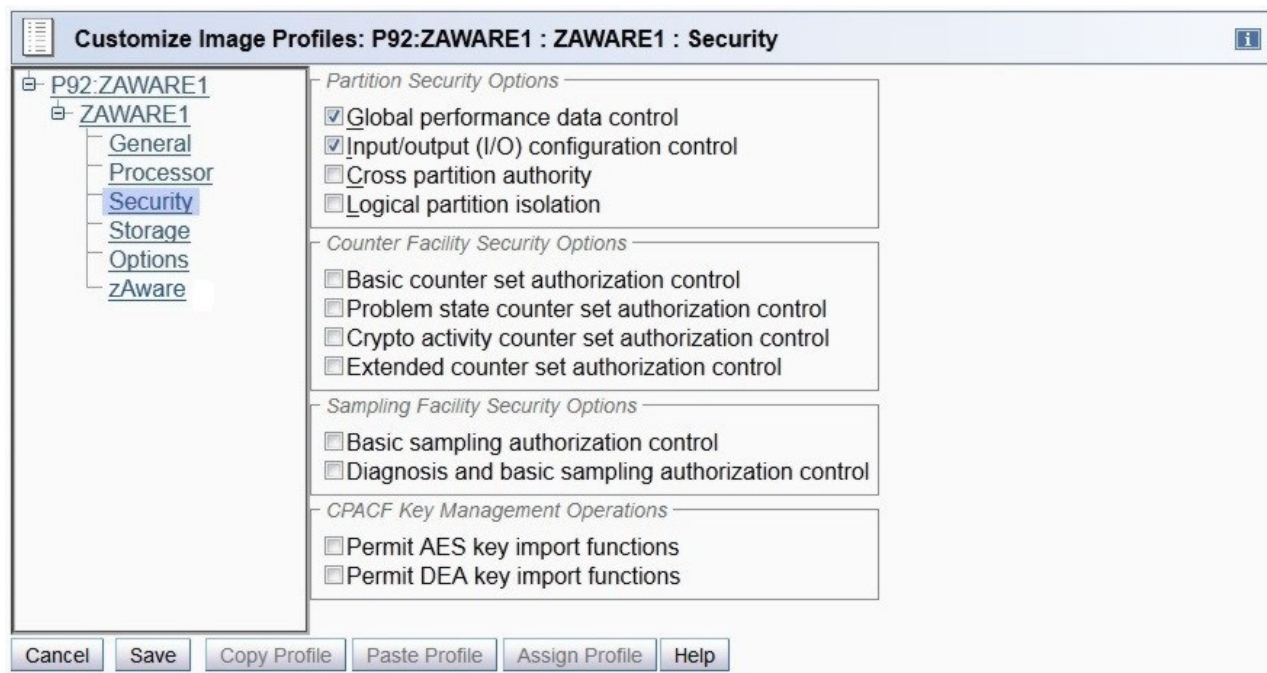 Customize Image Profiles: P92:ZAWARE1 : ZAWARE1 : Security
i
P92:ZAWARE1
ZAWARE1
General
Processor
Security
Storage
Options
zAware
Partition Security Options
Global performance data control
Input/output (I/O) configuration control
Cross partition authority
Logical partition isolation
Counter Facility Security Options
Basic counter set authorization control
Problem state counter set authorization control
Crypto activity counter set authorization control
Extended counter set authorization control
Sampling Facility Security Options
Basic sampling authorization control
Diagnosis and basic sampling authorization control
CPACF Key Management Operations
Permit AES key import functions
Permit DEA key import functions
Cancel Save Copy Profile Paste Profile Assign Profile Help